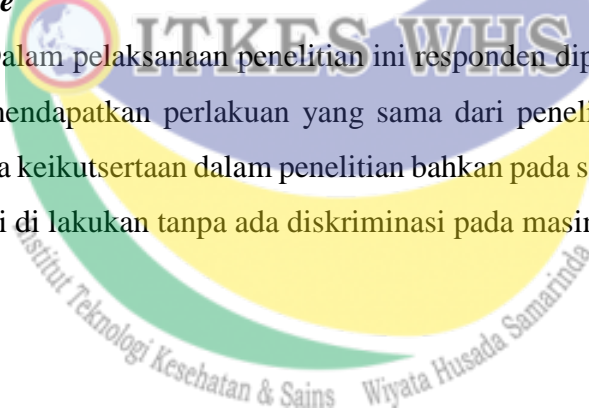 e
ITKES WHS
alam pelaksanaan penelitian ini responden dip
endapatkan perlakuan yang sama dari peneli
a keikutsertaan dalam penelitian bahkan pada s
i di lakukan tanpa ada diskriminasi pada masin
Institut Teknologi Kesehatan & Sains Wiyata Husada Samarinda